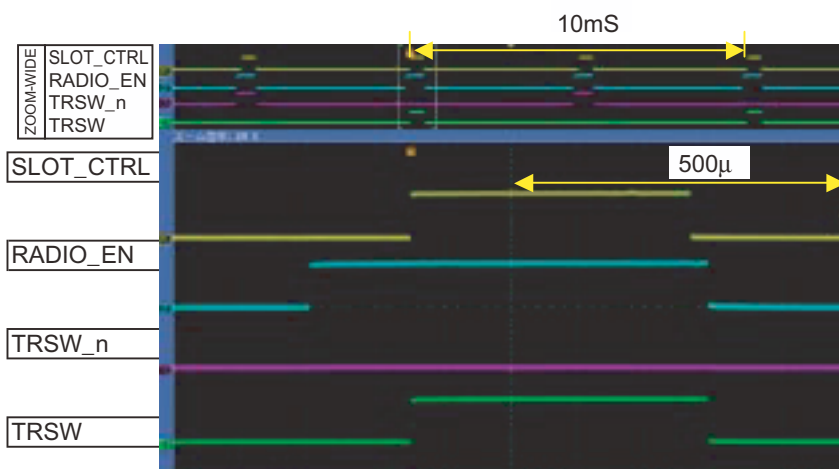 10mS
ZOOM-WIDE
SLOT_CTRL
RADIO_EN
TRSW_n
TRSW
SLOT_CTRL
500μ
RADIO_EN
TRSW_n
TRSW